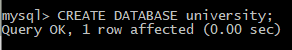 mysql> CREATE DATABASE university;
Query OK, 1 row affected (0.00 sec)